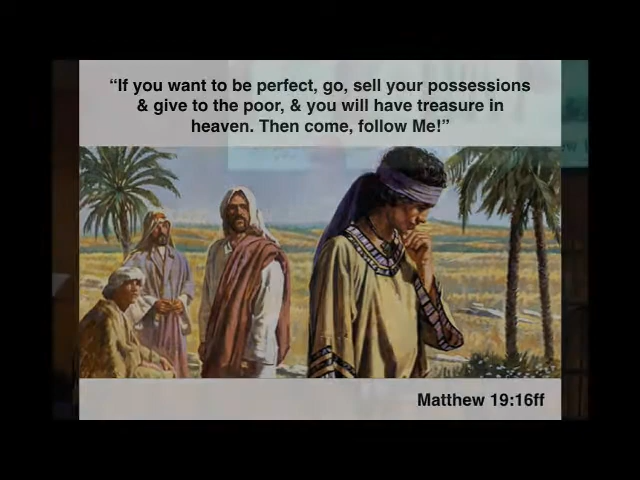 “If you want to be perfect, go, sell your possessions
& give to the poor, & you will have treasure in
heaven. Then come, follow Me!”
Matthew 19:16ff